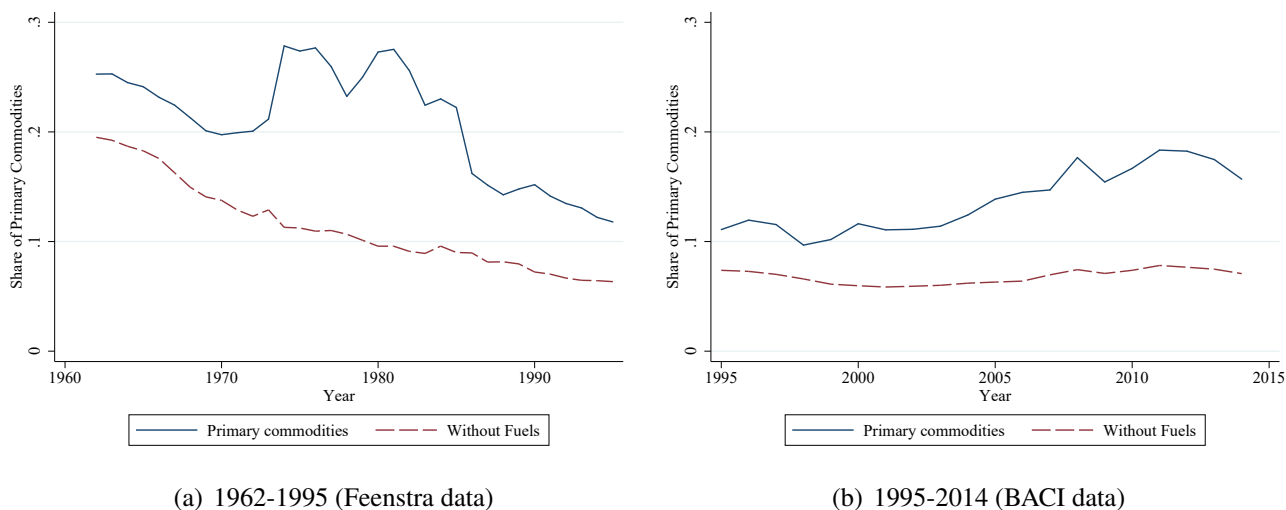 .3
.2
.1
0
Share of Primary Commodities
1960
1970
1980
1990
Year
Primary commodities
Without Fuels
(a) 1962-1995 (Feenstra data)
.3
.2
.1
0
Share of Primary Commodities
1995
2000
2005
2010
2015
Year
Primary commodities
Without Fuels
(b) 1995-2014 (BACI data)